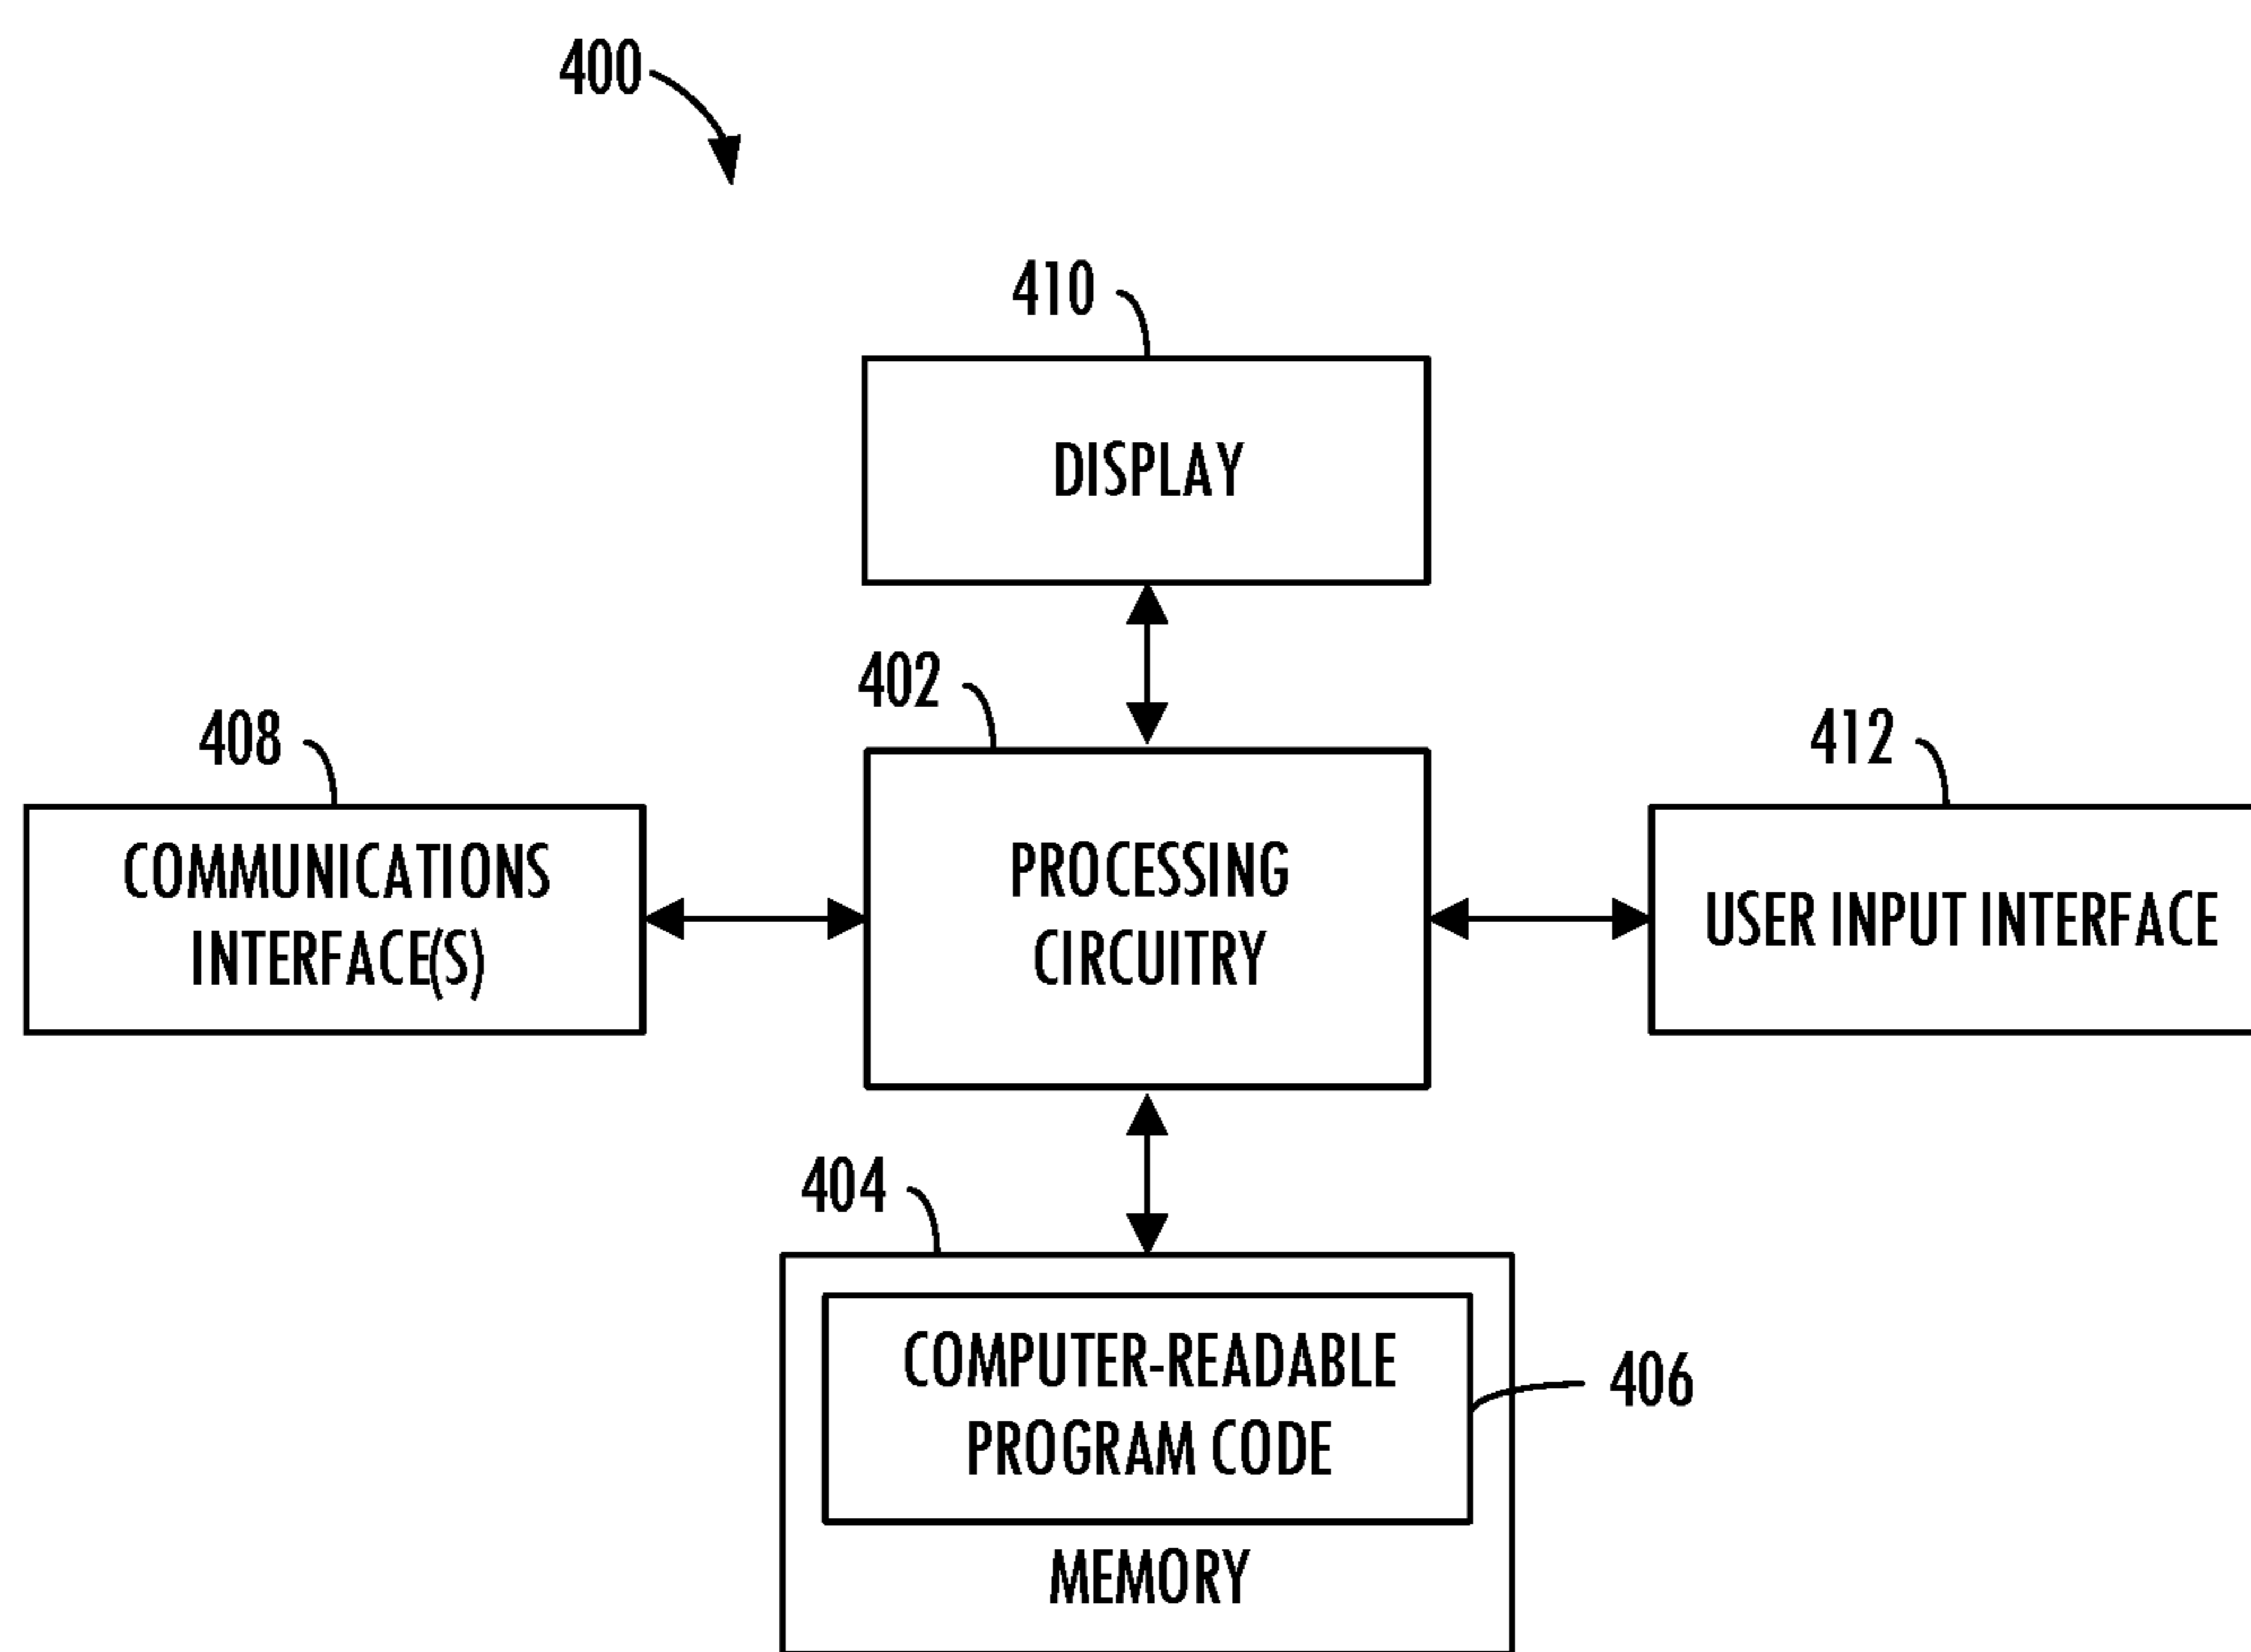 400
410
DISPLAY
402
408
412
COMMUNICATIONS
INTERFACE(S)
PROCESSING
CIRCUITRY
USER INPUT INTERFACE
404
COMPUTER-READABLE
PROGRAM CODE
406
MEMORY